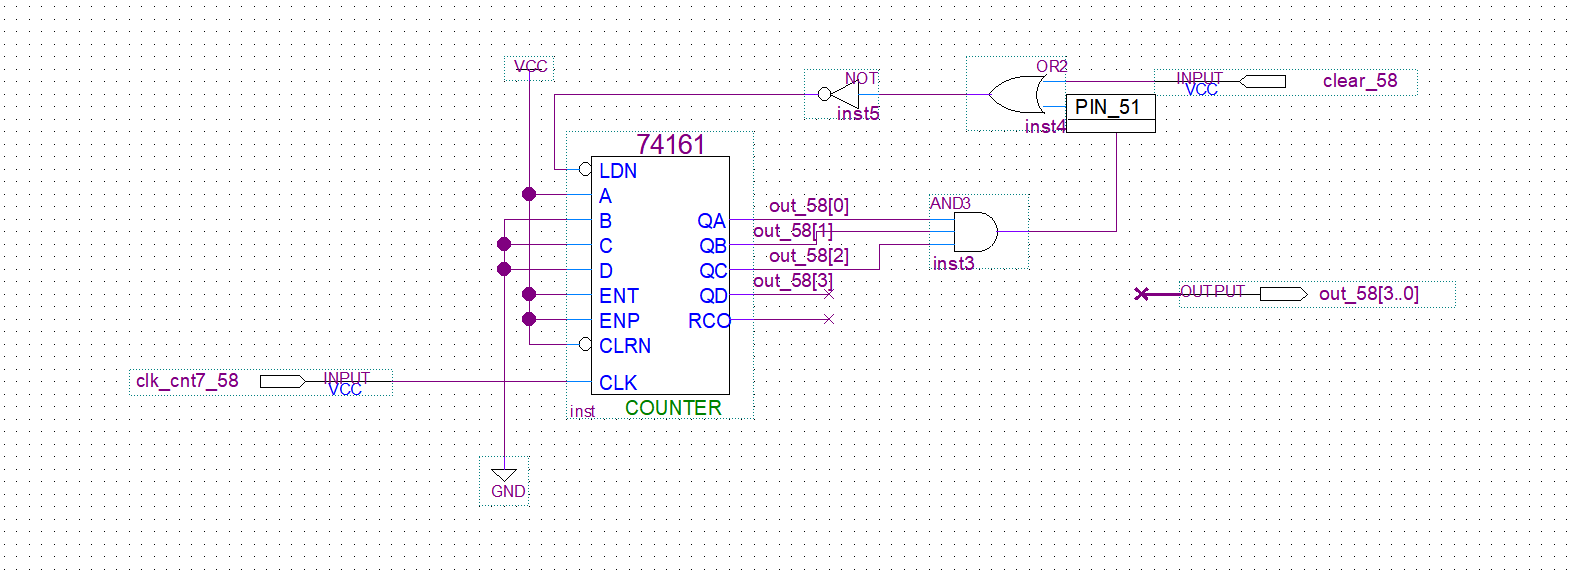 VCC
NOT
inst5
OR2
inst4
INPUT
VCC
clear_58
PIN_51
74161
LDN
A
B
C
D
ENT
ENP
CLRN
CLK
QA
QB
QC
QD
RCO
COUNTER
inst
out_58[0]
out_58[1]
out_58[2]
out_58[3]
AND3
inst3
OUTPUT
out_58[3..0]
clk_cnt7_58
INPUT
VCC
GND